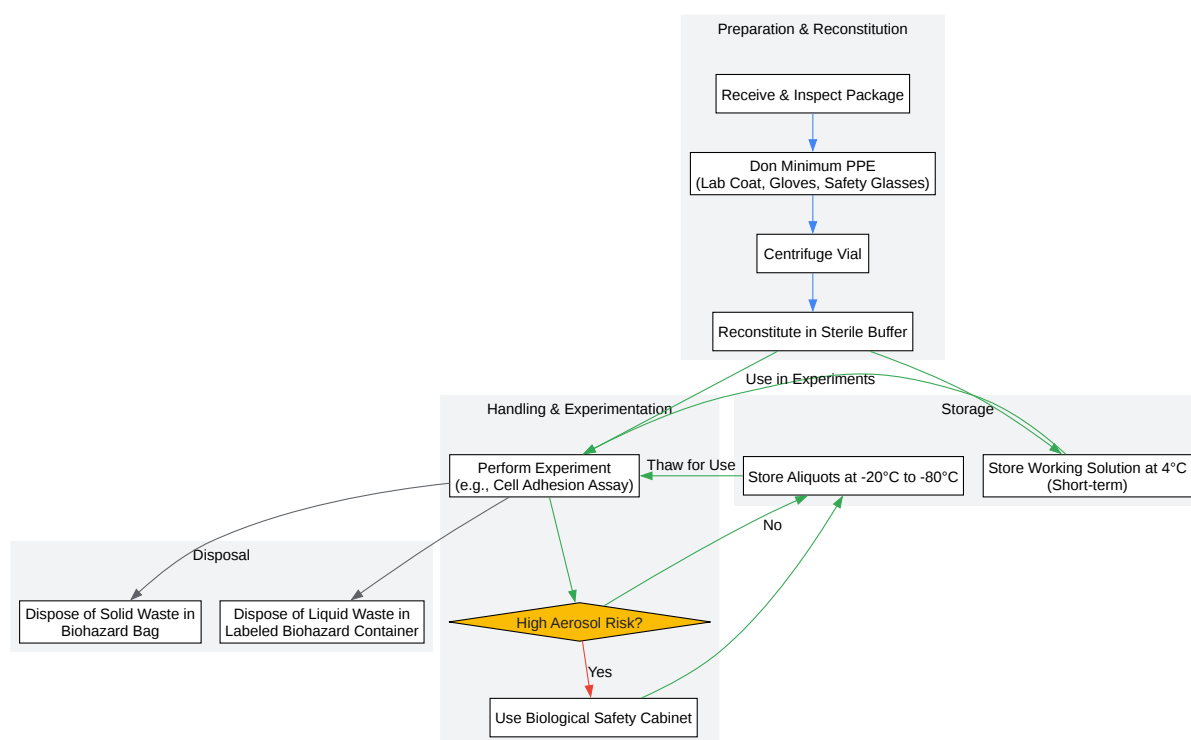 Preparation & Reconstitution
Receive & Inspect Package
Don Minimum PPE
(Lab Coat, Gloves, Safety Glasses)
Centrifuge Vial
Reconstitute in Sterile Buffer
Use in Experiments
Handling & Experimentation
Storage
Perform Experiment
(e.g., Cell Adhesion Assay)
Thaw for Use
Store Aliquots at -20°C to -80°C
Store Working Solution at 4°C
(Short-term)
No
Disposal
Dispose of Solid Waste in
Biohazard Bag
Dispose of Liquid Waste in
Labeled Biohazard Container
High Aerosol Risk?
Yes
Use Biological Safety Cabinet